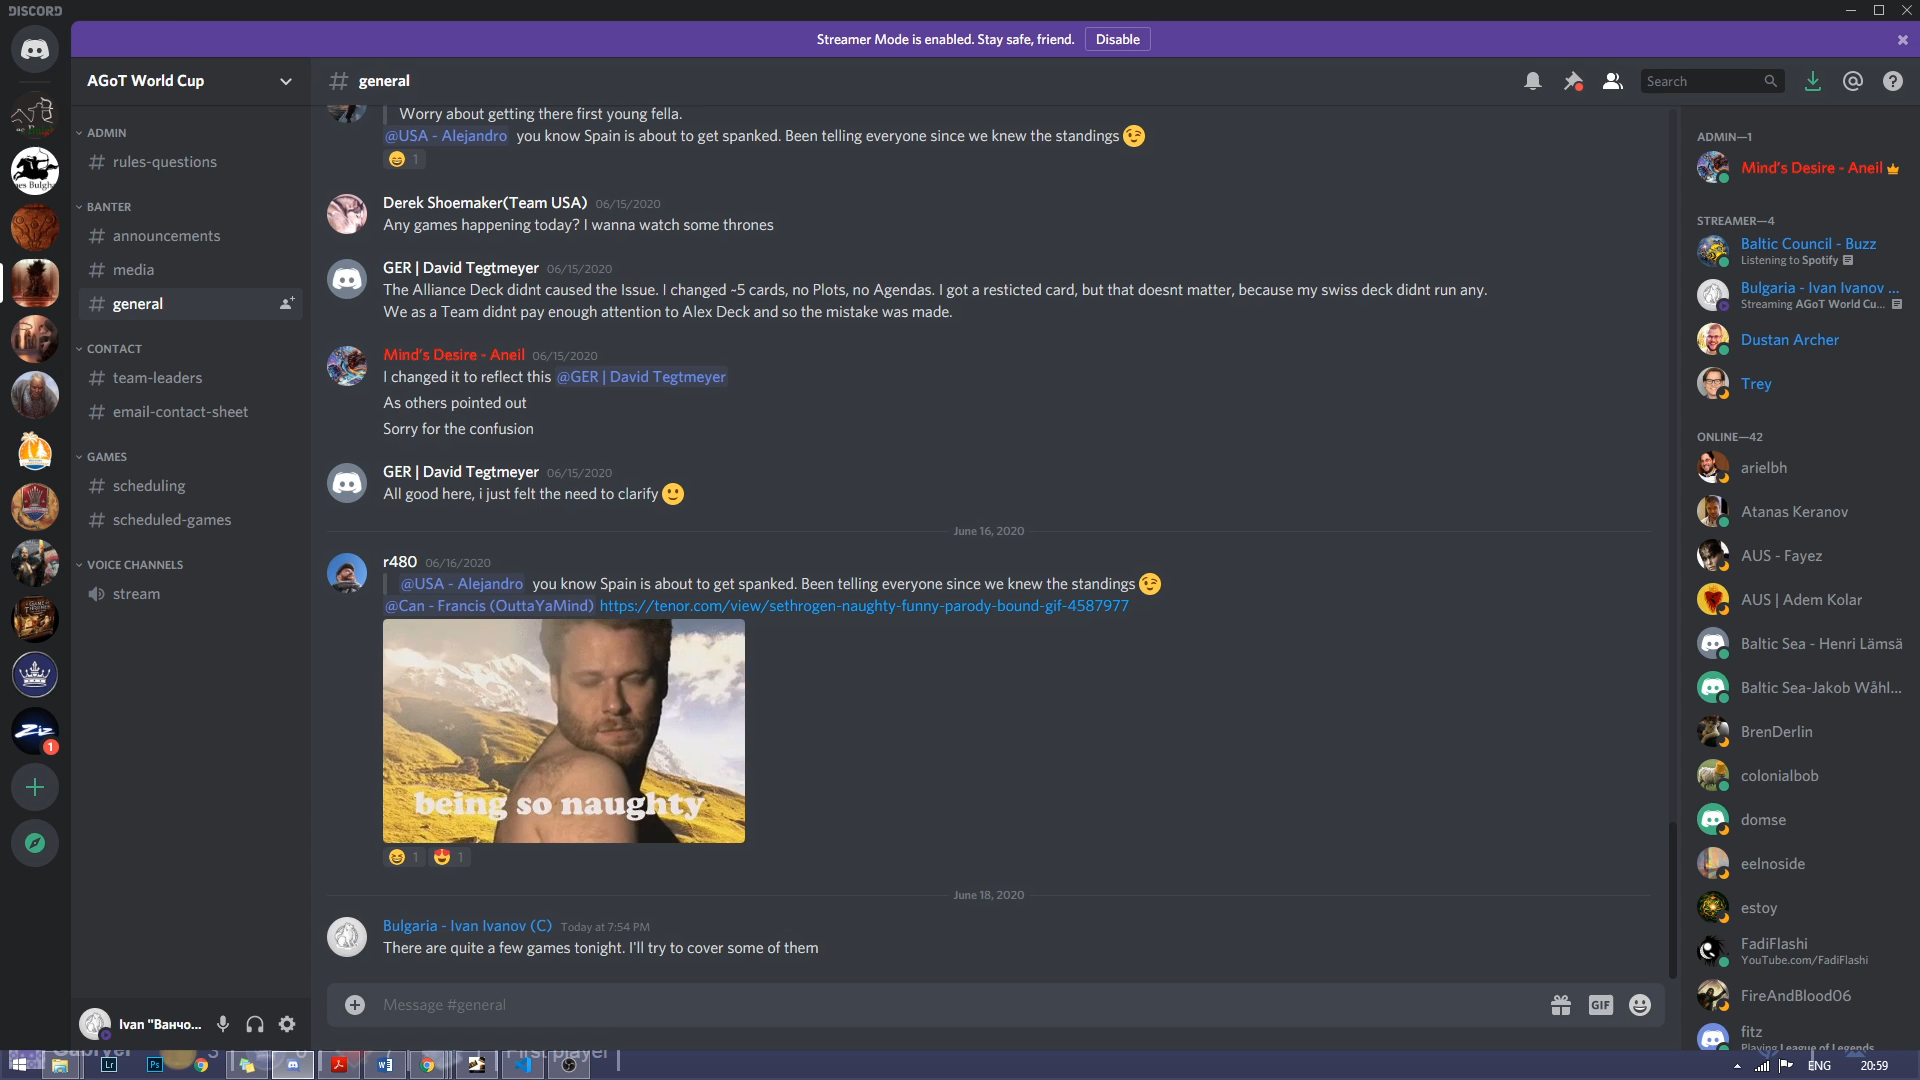 DISCORD
Streamer Mode is enabled. Stay safe, friend. Disable
AGoT World Cup
general
Search
ADMIN
rules-questions
BANTER
announcements
media
general
CONTACT
team-leaders
email-contact-sheet
GAMES
scheduling
scheduled-games
VOICE CHANNELS
stream
Ivan "Ванчо...
Worry about getting there first young fella.
@USA - Alejandro you know Spain is about to get spanked. Been telling everyone since we knew the standings
1
Derek Shoemaker(Team USA) 06/15/2020
Any games happening today? I wanna watch some thrones
GER | David Tegtmeyer 06/15/2020
The Alliance Deck didnt caused the Issue. I changed ~5 cards, no Plots, no Agendas. I got a resticted card, but that doesnt matter, because my swiss deck didnt run any.
We as a Team didnt pay enough attention to Alex Deck and so the mistake was made.
Mind's Desire - Aneil 06/15/2020
I changed it to reflect this @GER | David Tegtmeyer
As others pointed out
Sorry for the confusion
GER | David Tegtmeyer 06/15/2020
All good here, i just felt the need to clarify
June 16, 2020
r480 06/16/2020
@USA - Alejandro you know Spain is about to get spanked. Been telling everyone since we knew the standings
@Can - Francis (OuttaYaMind) https://tenor.com/view/sethrogen-naughty-funny-parody-bound-gif-4587977
being so naughty
1 1
June 18, 2020
Bulgaria - Ivan Ivanov (C) Today at 7:54 PM
There are quite a few games tonight. I'll try to cover some of them
Message #general
GIF
ADMIN—1
Mind's Desire - Aneil
STREAMER—4
Baltic Council - Buzz
Listening to Spotify
Bulgaria - Ivan Ivanov ...
Streaming AGoT World Cu...
Dustan Archer
Trey
ONLINE—42
arielbh
Atanas Keranov
AUS - Fayez
AUS | Adem Kolar
Baltic Sea - Henri Lämsä
Baltic Sea-Jakob Wåhl...
BrenDerlin
colonialbob
domse
eelnoside
estoy
FadiFlashi
YouTube.com/FadiFlashi
FireAndBlood06
fitz
Playing League of Legends
Ziz
1
Lr
Ps
First player
ENG
20:59